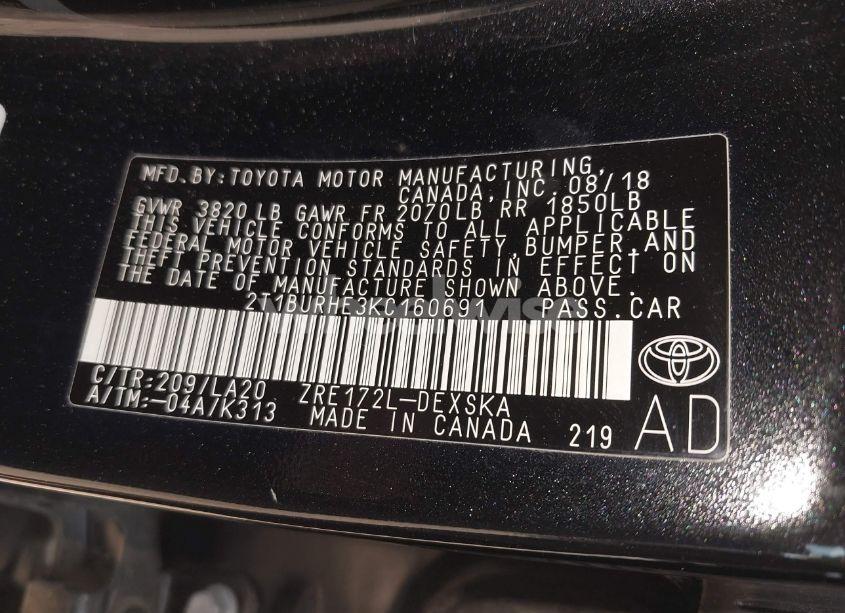 MFD. BY: TOYOTA MOTOR MANUFACTURING,
CANADA, INC. 08/18
GVWR 3820 LB GAWR FR 2070LB RR 1850LB
THIS VEHICLE CONFORMS TO ALL APPLICABLE
FEDERAL MOTOR VEHICLE SAFETY, BUMPER, AND
THEFT PREVENTION STANDARDS IN EFFECT ON
THE DATE OF MANUFACTURE SHOWN ABOVE.
2T1BURHE3KC160691 PASS. CAR
C/TR: 209/LA20 ZRE172L-DEXSKA
A/TM: -04A/K313 MADE IN CANADA 219 AD